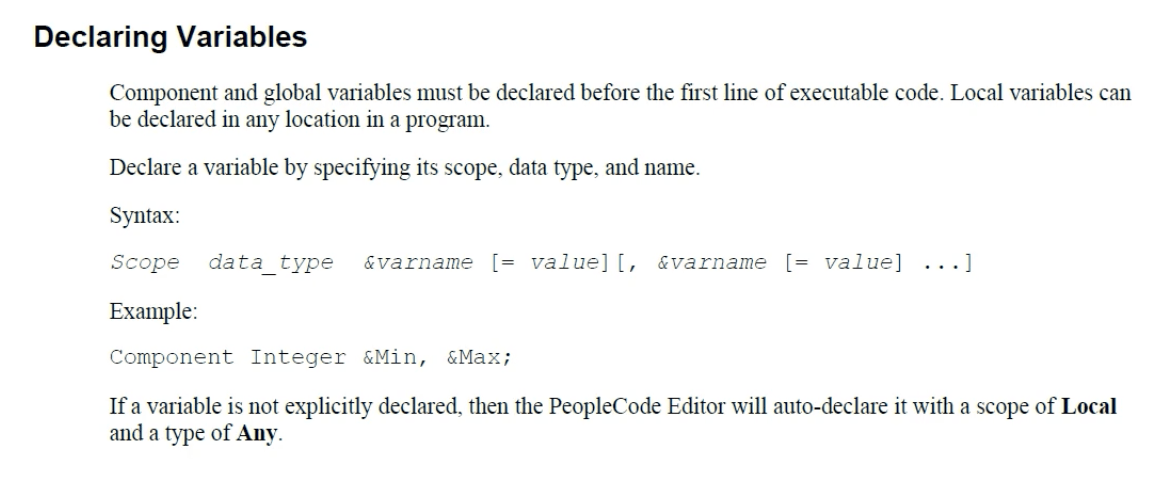 Declaring Variables
Component and global variables must be declared before the first line of executable code. Local variables can
be declared in any location in a program.
Declare a variable by specifying its scope, data type, and name.
Syntax:
Scope  data_type  &varname [= value][, &varname [= value] ...]
Example:
Component Integer &Min, &Max;
If a variable is not explicitly declared, then the PeopleCode Editor will auto-declare it with a scope of Local
and a type of Any.